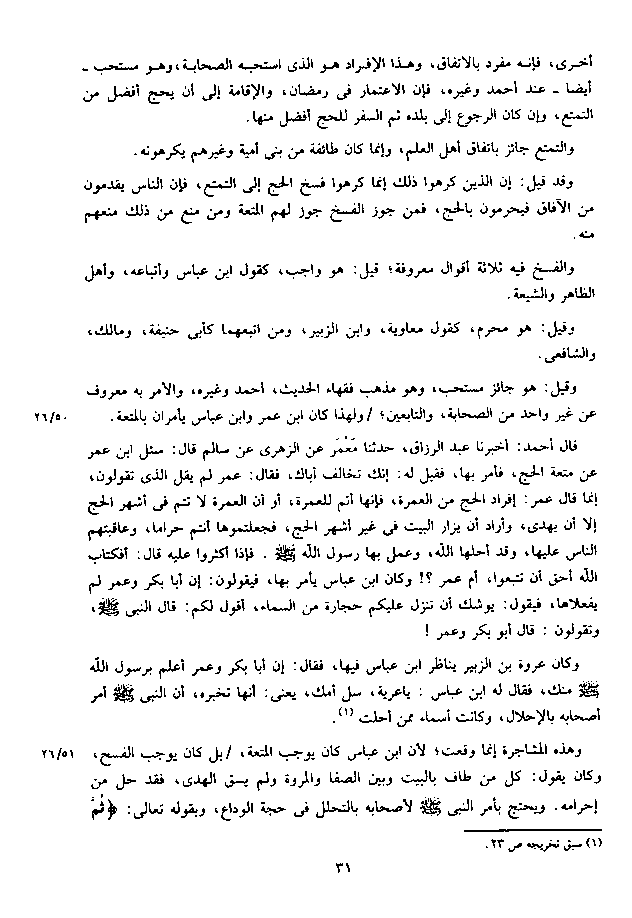 أخرى، فإنه مفرد بالاتفاق، وهذا الإفراد هو الذى استحبه الصحابة، وهو مستحب ـ
أيضا ـ عند أحمد وغيره، فإن الاعتمار فى رمضان، والإقامة إلى أن يحج أفضل من
التمتع، وإن كان الرجوع إلى بلده ثم السفر للحج أفضل منها.
والتمتع جائز باتفاق أهل العلم، وإنما كان طائفة من بنى أمية وغيرهم يكرهونه.
وقد قيل: إن الذين كرهوا ذلك إنما كرهوا فسخ الحج إلى التمتع، فإن الناس يقدمون
من الآفاق فيحرمون بالحج، فمن جوز الفسخ جوز لهم المتعة ومن منع من ذلك منعهم
منه.
والفسخ فيه ثلاثة أقوال معروفة؛ قيل: هو واجب، كقول ابن عباس وأتباعه، وأهل
الظاهر والشيعة.
وقيل: هو محرم، كقول معاوية، وابن الزبير، ومن اتبعهما كأبى حنيفة، ومالك،
والشافعى.
وقيل: هو جائز مستحب، وهو مذهب فقهاء الحديث، أحمد وغيره، والأمر به معروف
عن غير واحد من الصحابة، والتابعين؛ / ولهذا كان ابن عمر وابن عباس يأمران بالمتعة. ٢٦/٥٠
قال أحمد: أخبرنا عبد الرزاق، حدثنا مَعْمَر عن الزهرى عن سالم قال: سئل ابن عمر
عن متعة الحج، فأمر بها، فقيل له: إنك تخالف أباك، فقال: عمر لم يقل الذى تقولون،
إنما قال عمر: إفراد الحج من العمرة، فإنها أتم للعمرة، أو أن العمرة لا تتم فى أشهر الحج
إلا أن يهدى، وأراد أن يزار البيت فى غير أشهر الحج، فجعلتموها أنتم حراما، وعاقبتهم
الناس عليها، وقد أحلها الله، وعمل بها رسول الله ﷺ . فإذا أكثروا عليه قال: أفكتاب
الله أحق أن تتبعوا، أم عمر ؟! وكان ابن عباس يأمر بها، فيقولون: إن أبا بكر وعمر لم
يفعلاها، فيقول: يوشك أن تنزل عليكم حجارة من السماء، أقول لكم: قال النبى ﷺ،
وتقولون : قال أبو بكر وعمر !
وكان عروة بن الزبير يناظر ابن عباس فيها، فقال: إن أبا بكر وعمر أعلم برسول الله
ﷺ منك، فقال له ابن عباس : ياعرية، سل أمك، يعنى: أنها تخبره، أن النبى ﷺ أمر
أصحابه بالإحلال، وكانت أسماء ممن أحلت (١).
وهذه المشاجرة إنما وقعت؛ لأن ابن عباس كان يوجب المتعة، / بل كان يوجب الفسخ، ٢٦/٥١
وكان يقول: كل من طاف بالبيت وبين الصفا والمروة ولم يسق الهدى، فقد حل من
إحرامه. ويحتج بأمر النبى ﷺ لأصحابه بالتحلل فى حجة الوداع، وبقوله تعالى: ﴿ثُمَّ
(١) سبق تخريجه ص ٢٣.
٣١